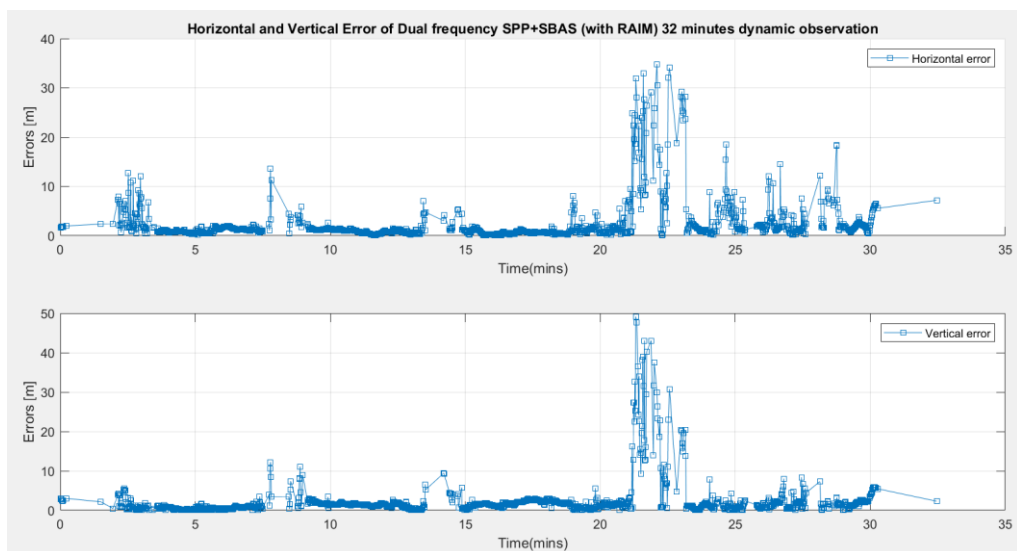 Horizontal and Vertical Error of Dual frequency SPP+SBAS (with RAIM) 32 minutes dynamic observation
40
30
20
10
0
Errors [m]
Horizontal error
0 5 10 15 20 25 30 35
Time(mins)
50
40
30
20
10
0
Errors [m]
Vertical error
0 5 10 15 20 25 30 35
Time(mins)